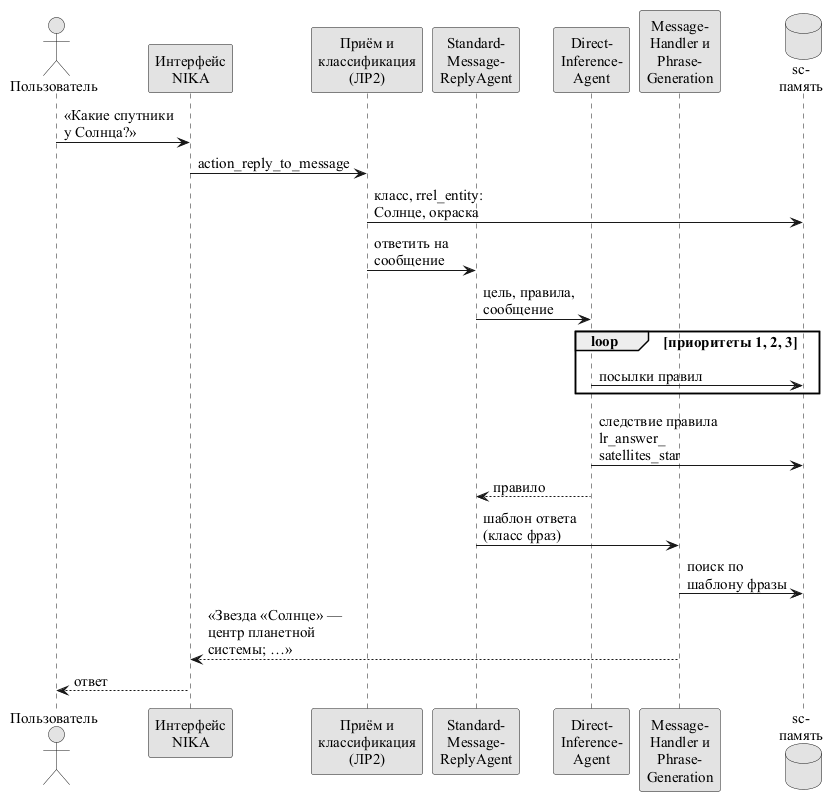 Пользователь
Интерфейс
NIKA
Приём и
классификация
(ЛР2)
Standard-
Message-
ReplyAgent
Direct-
Inference-
Agent
Message-
Handler и
Phrase-
Generation
sc-
память
«Какие спутники
у Солнца?»
action_reply_to_message
класс, rrel_entity:
Солнце, окраска
ответить на
сообщение
цель, правила,
сообщение
loop [приоритеты 1, 2, 3]
посылки правил
следствие правила
lr_answer_
satellites_star
правило
шаблон ответа
(класс фраз)
поиск по
шаблону фразы
«Звезда «Солнце» —
центр планетной
системы; …»
ответ
Пользователь
Интерфейс
NIKA
Приём и
классификация
(ЛР2)
Standard-
Message-
ReplyAgent
Direct-
Inference-
Agent
Message-
Handler и
Phrase-
Generation
sc-
память